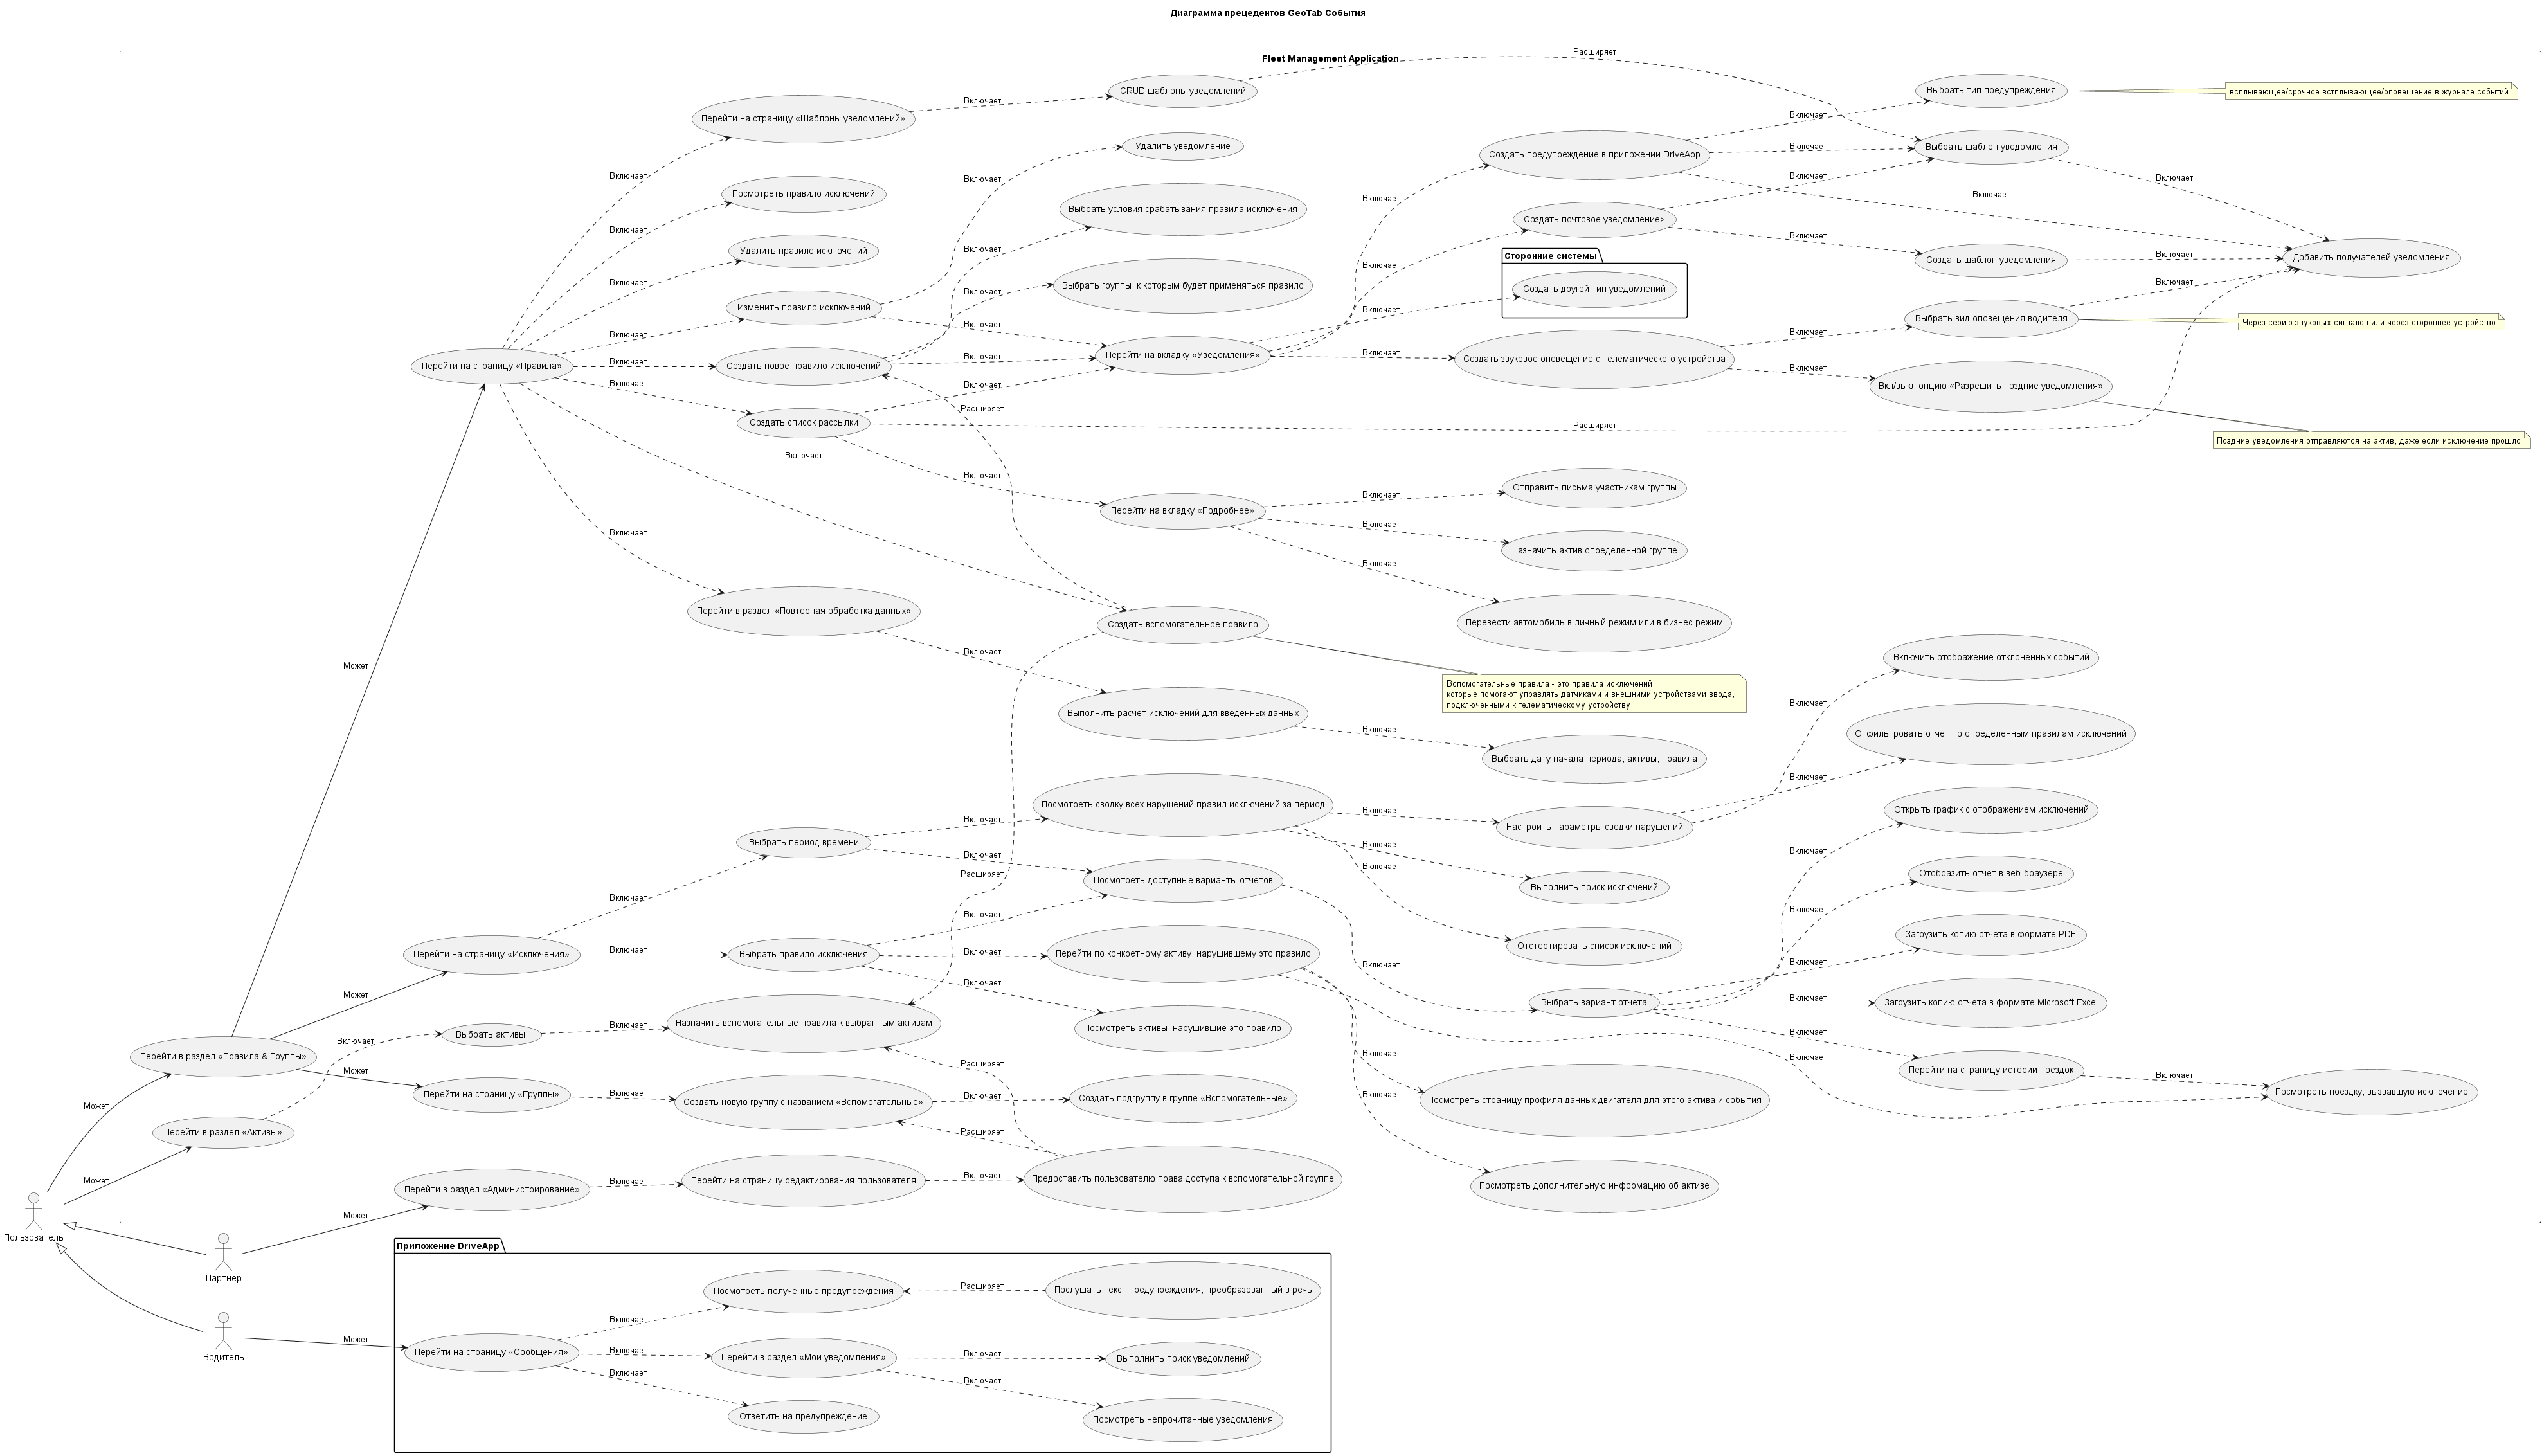 Диаграмма прецедентов GeoTab События
Fleet Management Application
Расширяет
Перейти на страницу «Шаблоны уведомлений»
Включает
CRUD шаблоны уведомлений
Включает
Выбрать тип предупреждения
всплывающее/срочное встплывающее/оповещение в журнале событий
Включает
Посмотреть правило исключений
Включает
Удалить уведомление
Создать предупреждение в приложении DriveApp
Включает
Выбрать шаблон уведомления
Включает
Удалить правило исключений
Включает
Выбрать условия срабатывания правила исключения
Включает
Включает
Включает
Создать почтовое уведомление>
Включает
Включает
Создать шаблон уведомления
Включает
Добавить получателей уведомления
Сторонние системы
Создать другой тип уведомлений
Включает
Включает
Выбрать группы, к которым будет применяться правило
Включает
Изменить правило исключений
Включает
Включает
Выбрать вид оповещения водителя
Включает
Через серию звуковых сигналов или через стороннее устройство
Перейти на страницу «Правила»
Включает
Создать новое правило исключений
Включает
Перейти на вкладку «Уведомления»
Включает
Создать звуковое оповещение с телематического устройства
Включает
Включает
Вкл/выкл опцию «Разрешить поздние уведомления»
Включает
Создать список рассылки
Включает
Расширяет
Расширяет
Поздние уведомления отправляются на актив, даже если исключение прошло
Включает
Включает
Перейти на вкладку «Подробнее»
Включает
Отправить письма участникам группы
Включает
Назначить актив определенной группе
Включает
Перевести автомобиль в личный режим или в бизнес режим
Включает
Перейти в раздел «Повторная обработка данных»
Создать вспомогательное правило
Включает
Вспомогательные правила - это правила исключений,
которые помогают управлять датчиками и внешними устройствами ввода,
подключенными к телематическому устройству
Включить отображение отклоненных событий
Может
Выполнить расчет исключений для введенных данных
Включает
Выбрать дату начала периода, активы, правила
Включает
Отфильтровать отчет по определенным правилам исключений
Включает
Посмотреть сводку всех нарушений правил исключений за период
Включает
Настроить параметры сводки нарушений
Открыть график с отображением исключений
Выбрать период времени
Включает
Включает
Включает
Включает
Включает
Посмотреть доступные варианты отчетов
Включает
Выполнить поиск исключений
Отобразить отчет в веб-браузере
Расширяет
Включает
Включает
Включает
Отстортировать список исключений
Загрузить копию отчета в формате PDF
Перейти на страницу «Исключения»
Включает
Выбрать правило исключения
Включает
Перейти по конкретному активу, нарушившему это правило
Включает
Включает
Может
Включает
Выбрать вариант отчета
Включает
Загрузить копию отчета в формате Microsoft Excel
Выбрать активы
Включает
Назначить вспомогательные правила к выбранным активам
Посмотреть активы, нарушившие это правило
Включает
Включает
Перейти в раздел «Правила & Группы»
Включает
Включает
Включает
Перейти на страницу истории поездок
Включает
Посмотреть поездку, вызвавшую исключение
Может
Расширяет
Перейти на страницу «Группы»
Включает
Создать новую группу с названием «Вспомогательные»
Включает
Создать подгруппу в группе «Вспомогательные»
Включает
Посмотреть страницу профиля данных двигателя для этого актива и события
Может
Перейти в раздел «Активы»
Расширяет
Может
Перейти в раздел «Администрирование»
Включает
Перейти на страницу редактирования пользователя
Включает
Предоставить пользователю права доступа к вспомогательной группе
Посмотреть дополнительную информацию об активе
Может
Пользователь
Партнер
Приложение DriveApp
Посмотреть полученные предупреждения
Расширяет
Послушать текст предупреждения, преобразованный в речь
Включает
Водитель
Может
Перейти на страницу «Сообщения»
Включает
Перейти в раздел «Мои уведомления»
Включает
Выполнить поиск уведомлений
Включает
Включает
Ответить на предупреждение
Посмотреть непрочитанные уведомления